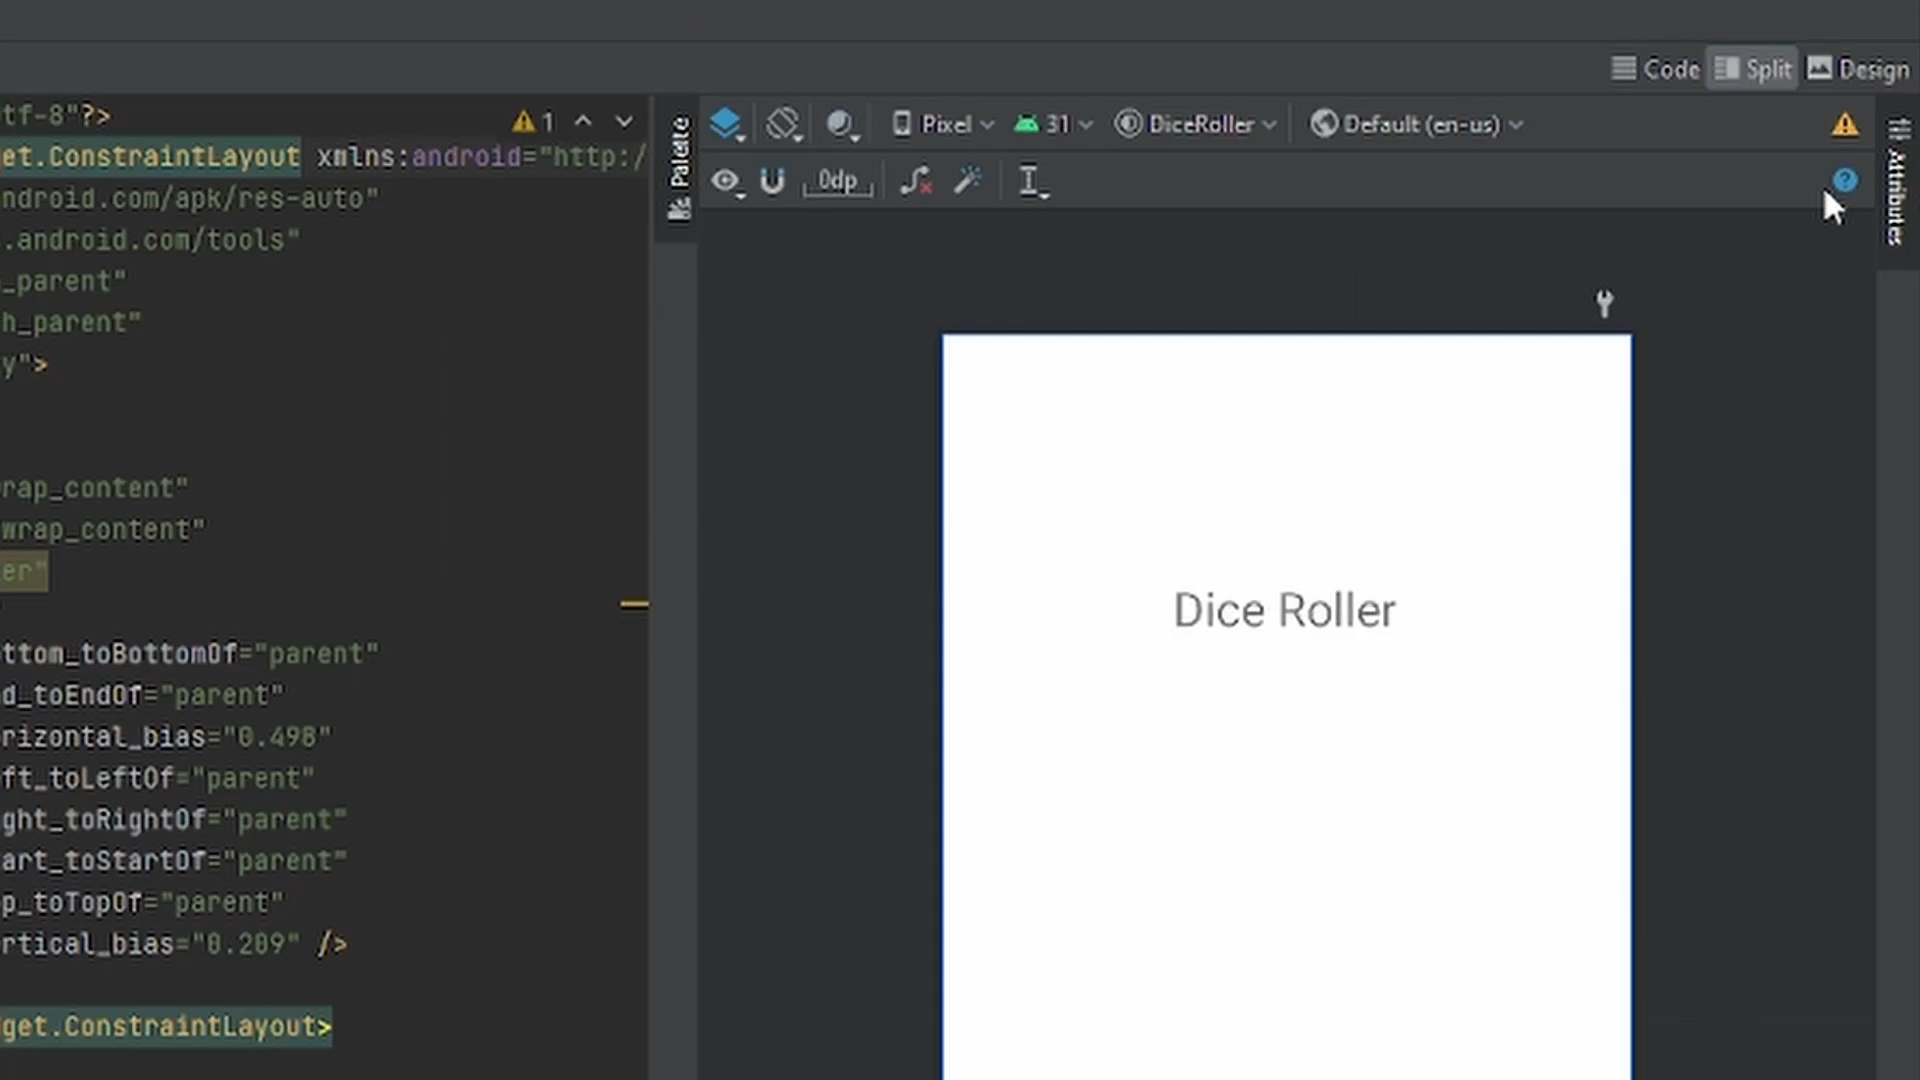 Code Split Design
tf-8"?>
1
get.ConstraintLayout xmlns:android="http:/
ndroid.com/apk/res-auto"
.android.com/tools"
_parent"
h_parent"
y">
rap_content"
wrap_content"
er"
ttom_toBottomOf="parent"
d_toEndOf="parent"
rizontal_bias="0.498"
ft_toLeftOf="parent"
ght_toRightOf="parent"
art_toStartOf="parent"
p_toTopOf="parent"
rtical_bias="0.209" />
get.ConstraintLayout>
Palette
Pixel 31 DiceRoller Default (en-us)
0dp
Dice Roller
Attributes